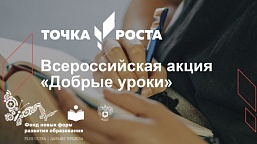 ТОЧКА РОСТА
Всероссийская акция
«Добрые уроки»
Фонд новых форм
развития образования